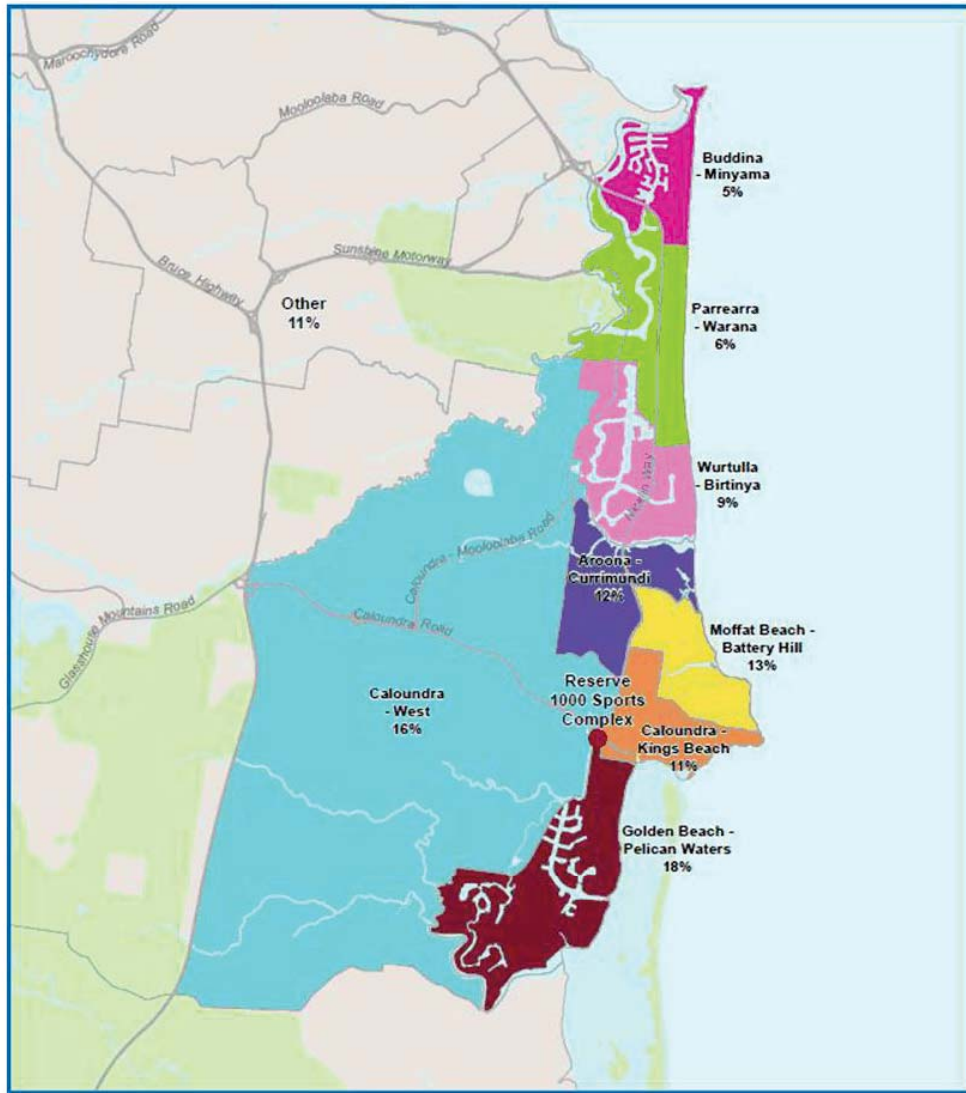 Maroochydore Road
Mooloolaba Road
Buddina
- Minyama
5%
Bruce Highway
Sunshine Motorway
Other
11%
Parrearra
- Warana
6%
Wurtulla
- Birtinya
9%
Caloundra - Mooloolaba Road
Aroona -
Currimundi
12%
Glasshouse Mountains Road
Caloundra Road
Moffat Beach -
Battery Hill
13%
Reserve
1000 Sports
Complex
Caloundra
- West
16%
Caloundra -
Kings Beach
11%
Golden Beach -
Pelican Waters
18%